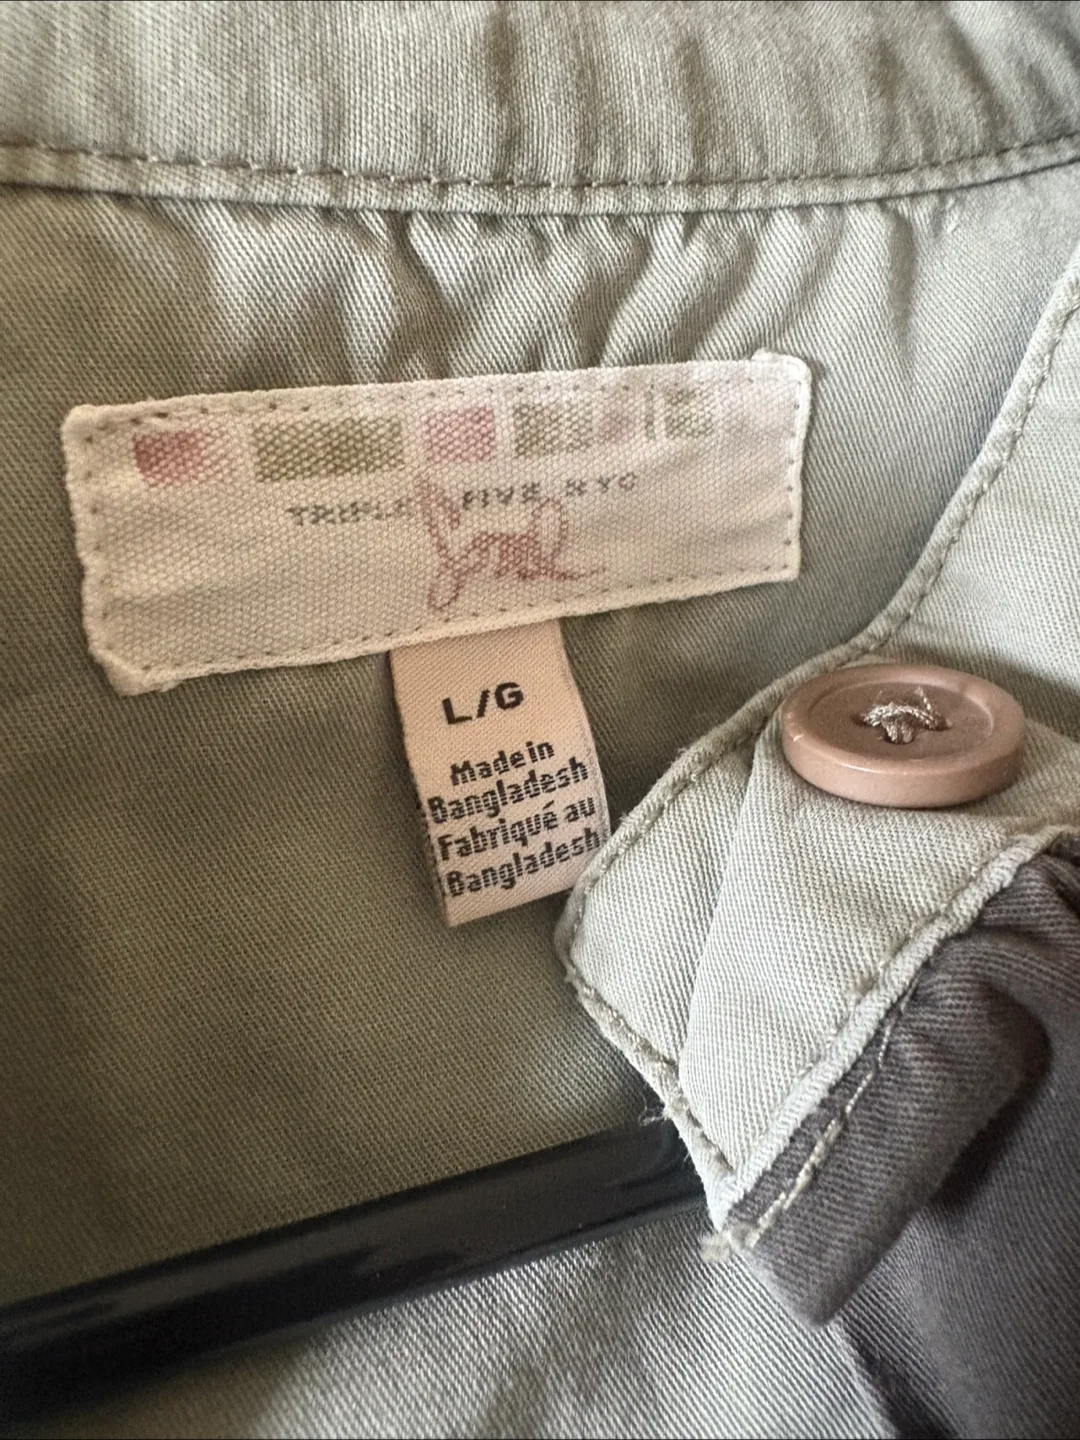 TRIPLE FIVE NYC
L/G
Made in
Bangladesh
Fabriqué au
Bangladesh